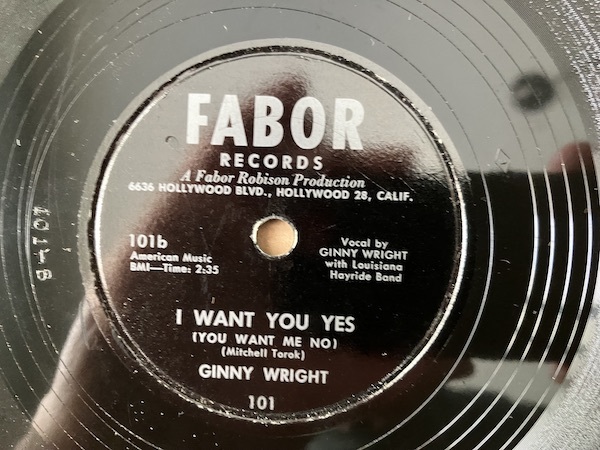 FABOR
RECORDS
A Fabor Robison Production
6636 HOLLYWOOD BLVD., HOLLYWOOD 28, CALIF.
101b
American Music
BMI—Time: 2:35
Vocal by
GINNY WRIGHT
with Louisiana
Hayride Band
I WANT YOU YES
(YOU WANT ME NO)
(Mitchell Torok)
GINNY WRIGHT
101